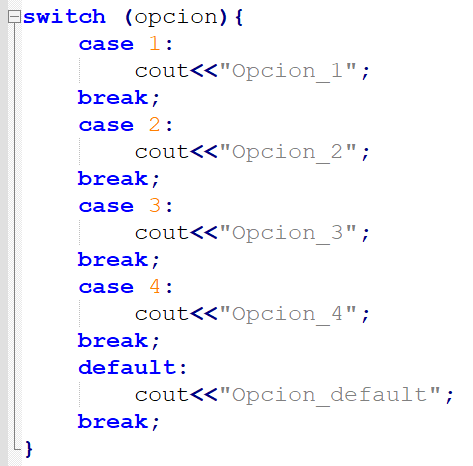 switch (opcion){
    case 1:
        cout<<"Opcion_1";
    break;
    case 2:
        cout<<"Opcion_2";
    break;
    case 3:
        cout<<"Opcion_3";
    break;
    case 4:
        cout<<"Opcion_4";
    break;
    default:
        cout<<"Opcion_default";
    break;
}